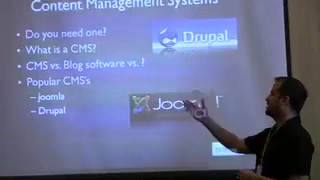 Content Management Systems
• Do you need one?
• What is a CMS?
• CMS vs. Blog software vs. ?
• Popular CMS's
– joomla
– Drupal
Drupal
Joomla!